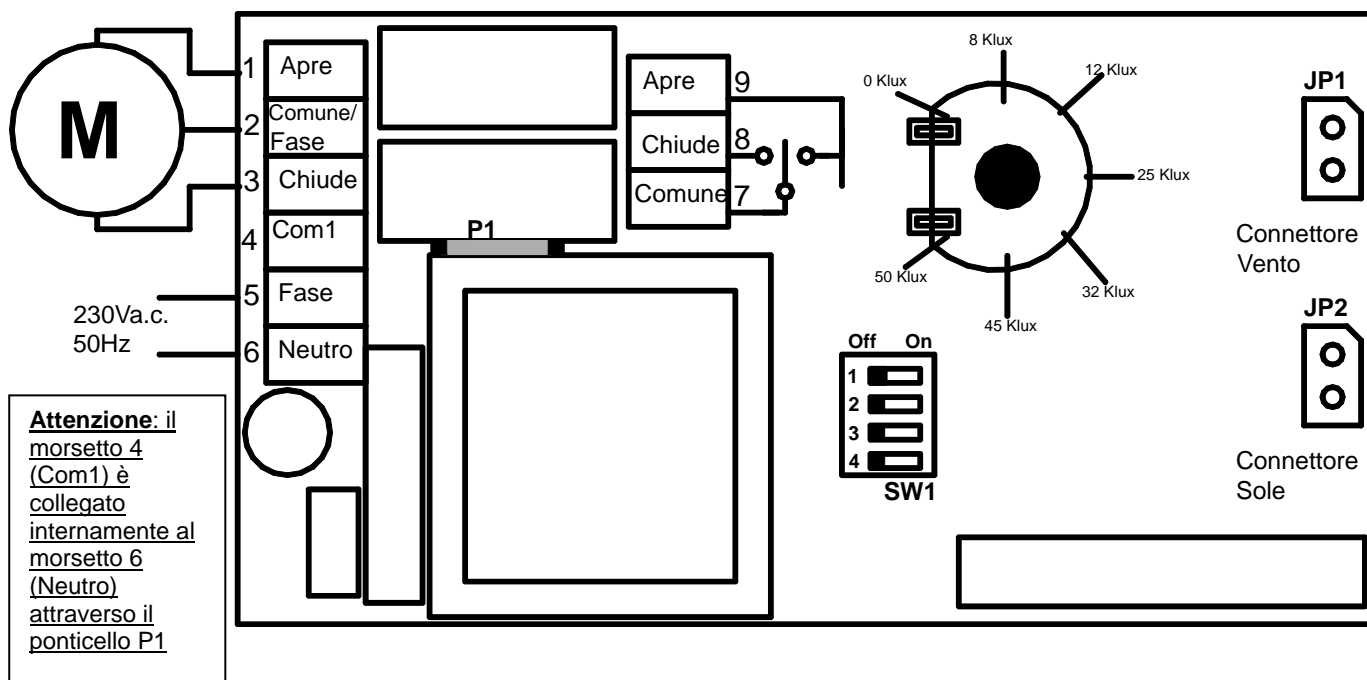 M
1 Apre
2 Comune/
Fase
3 Chiude
4 Com1
5 Fase
6 Neutro
230Va.c.
50Hz
P1
Apre 9
Chiude 8
Comune 7
0 Klux
8 Klux
12 Klux
25 Klux
32 Klux
45 Klux
50 Klux
JP1
Connettore
Vento
JP2
Connettore
Sole
Off On
1
2
3
4
SW1
Attenzione: il
morsetto 4
(Com1) è
collegato
internamente al
morsetto 6
(Neutro)
attraverso il
ponticello P1